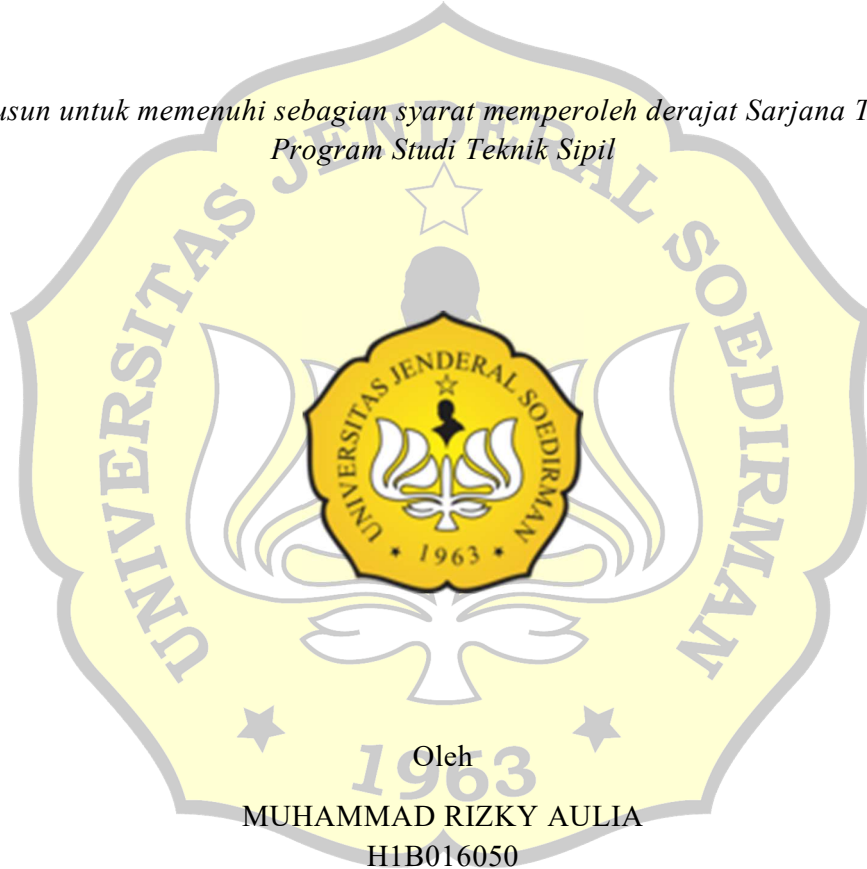 usun untuk memenuhi sebagian syarat memperoleh derajat Sarjana T
Program Studi Teknik Sipil
UNIVERSITAS JENDERAL SOEDIRMAN
1963
UNIVERSITAS JENDERAL SOEDIRMAN
1963
Oleh
MUHAMMAD RIZKY AULIA
H1B016050